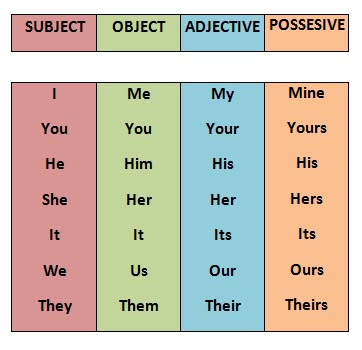 SUBJECT OBJECT ADJECTIVE POSSESIVE
I Me My Mine
You You Your Yours
He Him His His
She Her Her Hers
It It Its Its
We Us Our Ours
They Them Their Theirs